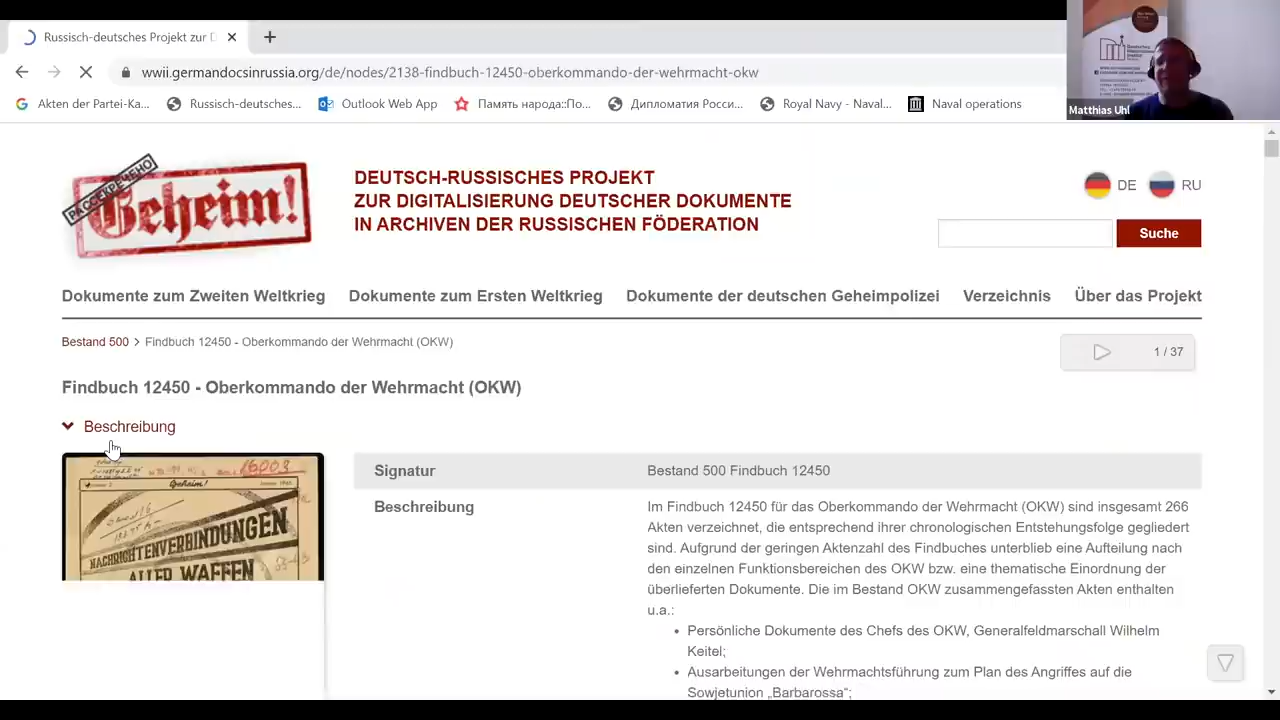 Russisch-deutsches Projekt zur D
wwii.germandocsinrussia.org/de/nodes/2138-findbuch-12450-oberkommando-der-wehrmacht-okw
Akten der Partei-Ka...
Russisch-deutsches...
Outlook Web App
Память народа::По...
Дипломатия Росси...
Royal Navy - Naval...
Naval operations
Matthias Uhl
РАССЕКРЕЧЕНО
Geheim!
DEUTSCH-RUSSISCHES PROJEKT
ZUR DIGITALISIERUNG DEUTSCHER DOKUMENTE
IN ARCHIVEN DER RUSSISCHEN FÖDERATION
DE
RU
Suche
Dokumente zum Zweiten Weltkrieg
Dokumente zum Ersten Weltkrieg
Dokumente der deutschen Geheimpolizei
Verzeichnis
Über das Projekt
Bestand 500 > Findbuch 12450 - Oberkommando der Wehrmacht (OKW)
1 / 37
Findbuch 12450 - Oberkommando der Wehrmacht (OKW)
Beschreibung
Geheim!
NACHRICHTENVERBINDUNGEN
ALLER WAFFEN
Signatur
Bestand 500 Findbuch 12450
Beschreibung
Im Findbuch 12450 für das Oberkommando der Wehrmacht (OKW) sind insgesamt 266
Akten verzeichnet, die entsprechend ihrer chronologischen Entstehungsfolge gegliedert
sind. Aufgrund der geringen Aktenzahl des Findbuches unterblieb eine Aufteilung nach
den einzelnen Funktionsbereichen des OKW bzw. eine thematische Einordnung der
überlieferten Dokumente. Die im Bestand OKW zusammengefassten Akten enthalten
u.a.:
• Persönliche Dokumente des Chefs des OKW, Generalfeldmarschall Wilhelm
Keitel;
• Ausarbeitungen der Wehrmachtsführung zum Plan des Angriffes auf die
Sowjetunion „Barbarossa“;